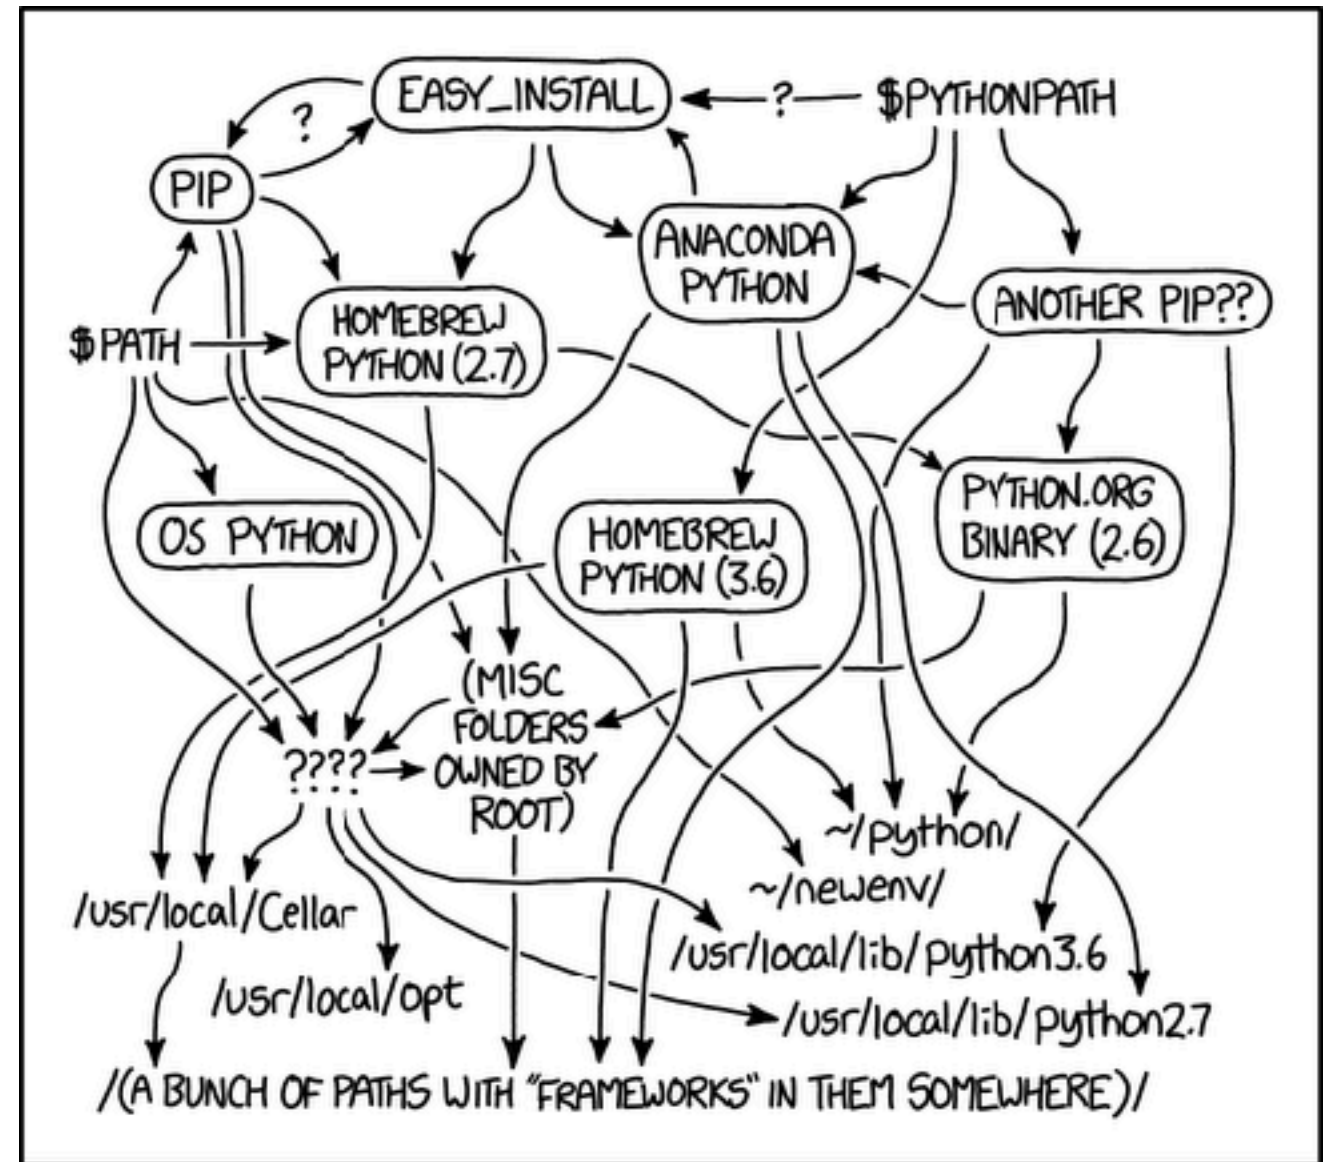 EASY_INSTALL
?
$PYTHONPATH
?
PIP
ANACONDA
PYTHON
ANOTHER PIP??
HOMEBREW
PYTHON (2.7)
$PATH
PYTHON.ORG
BINARY (2.6)
OS PYTHON
HOMEBREW
PYTHON (3.6)
(MISC
FOLDERS
OWNED BY
ROOT)
????
~/python/
~/newenv/
/usr/local/Cellar
/usr/local/lib/python3.6
/usr/local/opt
/usr/local/lib/python2.7
/(A BUNCH OF PATHS WITH "FRAMEWORKS" IN THEM SOMEWHERE)/